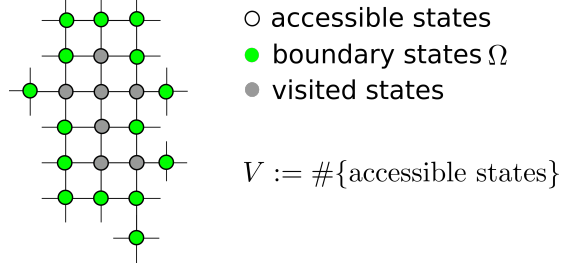 accessible states
boundary states Ω
visited states
V := #{accessible states}